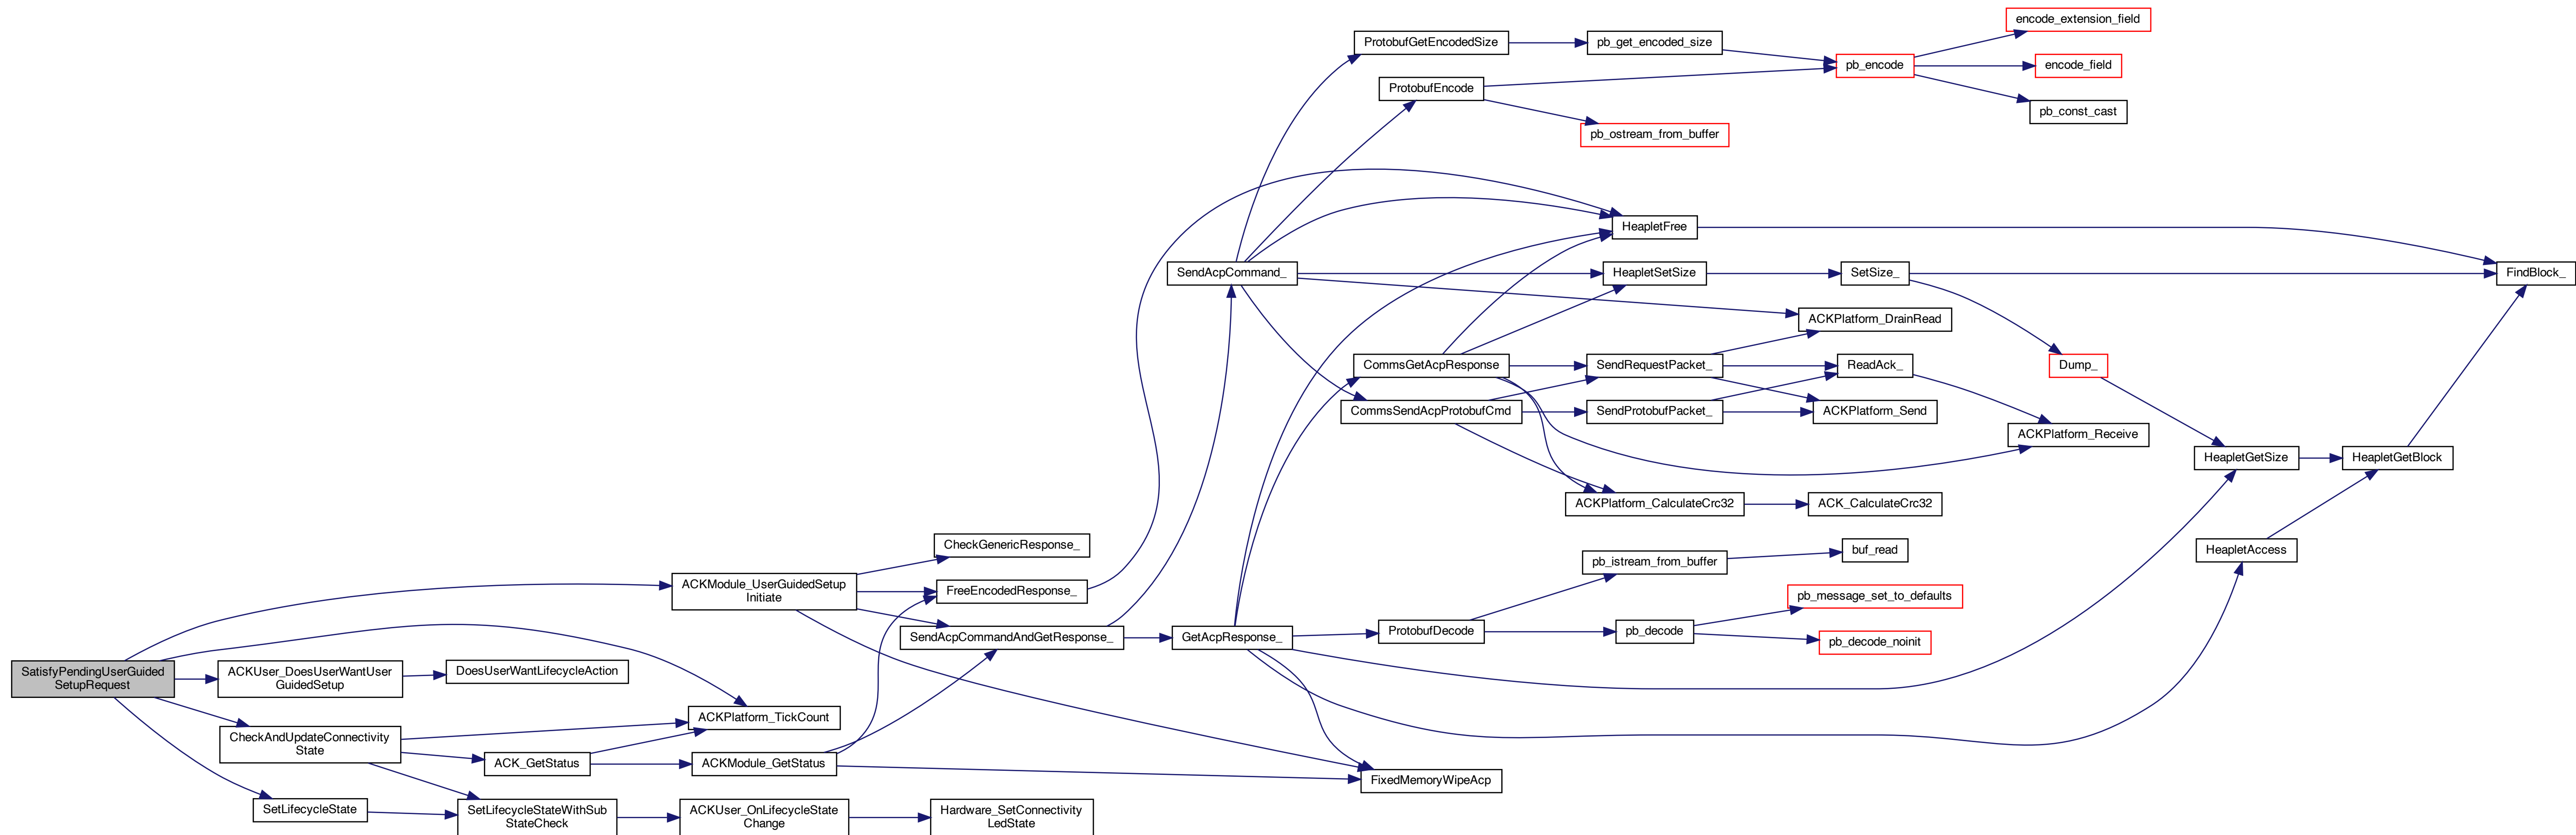 encode_extension_field
ProtobufGetEncodedSize
pb_get_encoded_size
pb_encode
encode_field
ProtobufEncode
pb_const_cast
pb_ostream_from_buffer
HeapletFree
SendAcpCommand_
HeapletSetSize
SetSize_
FindBlock_
ACKPlatform_DrainRead
CommsGetAcpResponse
SendRequestPacket_
ReadAck_
Dump_
CommsSendAcpProtobufCmd
SendProtobufPacket_
ACKPlatform_Send
ACKPlatform_Receive
HeapletGetSize
HeapletGetBlock
ACKPlatform_CalculateCrc32
ACK_CalculateCrc32
CheckGenericResponse_
HeapletAccess
pb_istream_from_buffer
buf_read
ACKModule_UserGuidedSetup
Initiate
FreeEncodedResponse_
pb_message_set_to_defaults
SendAcpCommandAndGetResponse_
GetAcpResponse_
ProtobufDecode
pb_decode
pb_decode_noinit
SatisfyPendingUserGuided
SetupRequest
ACKUser_DoesUserWantUser
GuidedSetup
DoesUserWantLifecycleAction
ACKPlatform_TickCount
CheckAndUpdateConnectivity
State
ACK_GetStatus
ACKModule_GetStatus
FixedMemoryWipeAcp
SetLifecycleState
SetLifecycleStateWithSub
StateCheck
ACKUser_OnLifecycleState
Change
Hardware_SetConnectivity
LedState